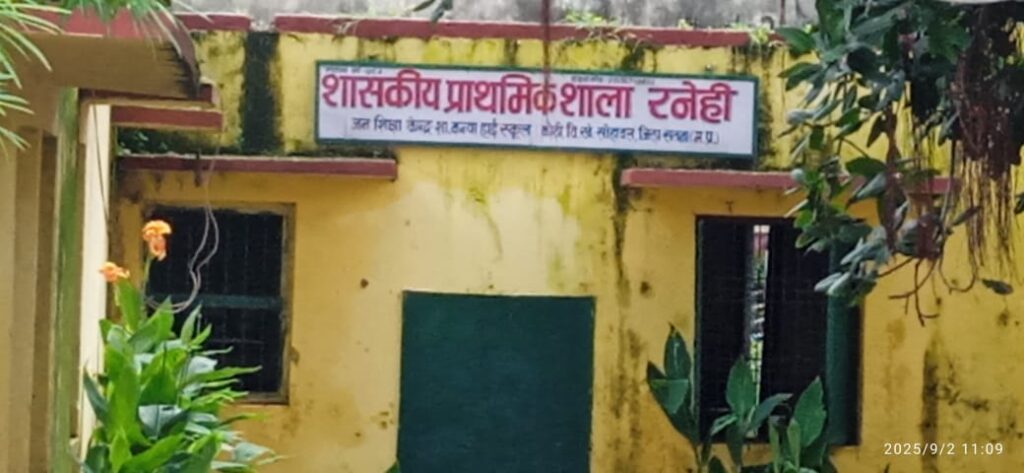 शासकीय प्राथमिक शाला रनेही
जन शिक्षा केन्द्र शा. कन्या हाई स्कूल कोठी वि.खं. सोहावल, जिला सतना (म.प्र.)
2025/9/2 11:09